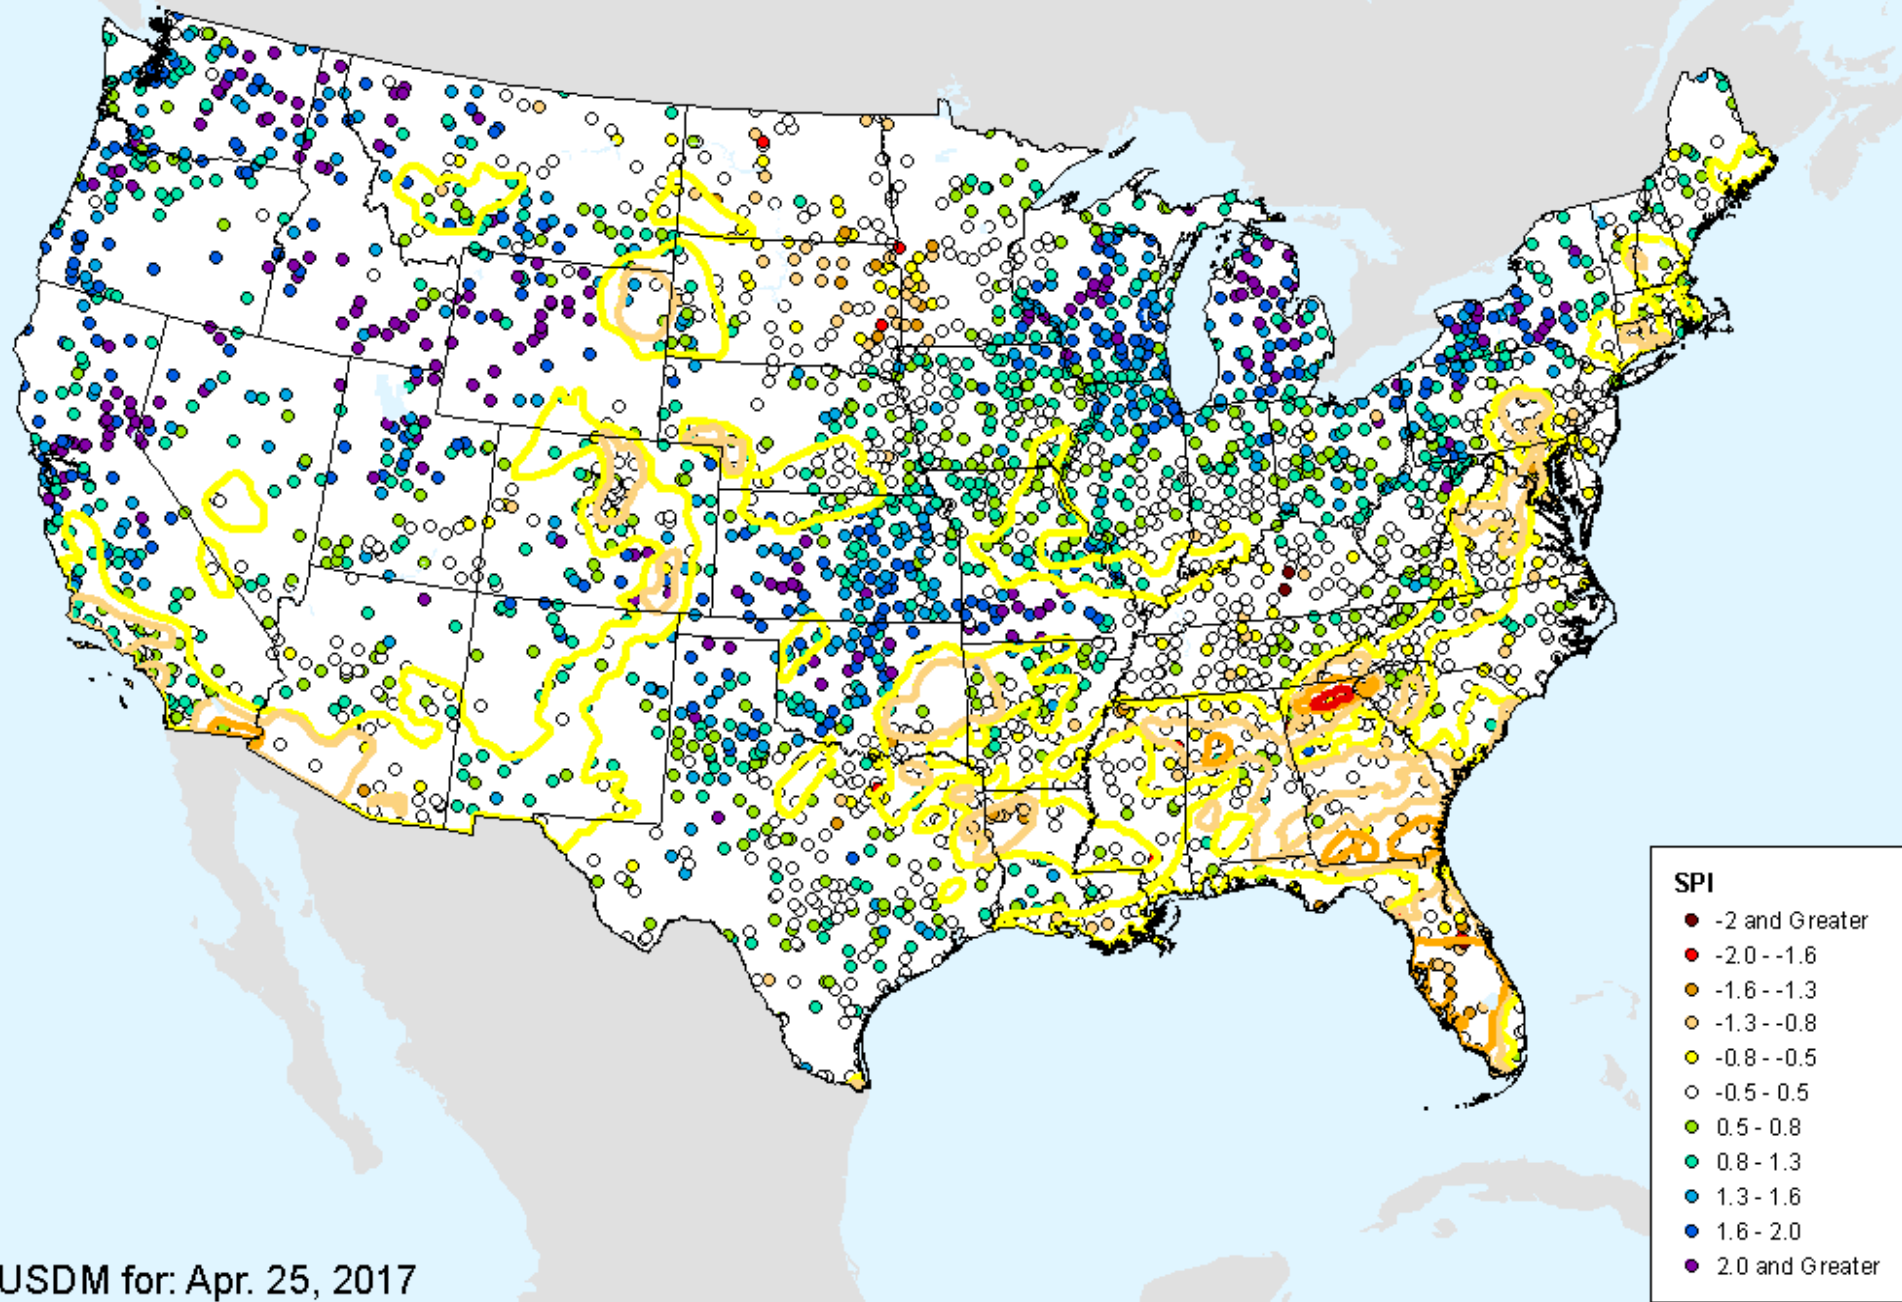 SPI
-2 and Greater
-2.0 - -1.6
-1.6 - -1.3
-1.3 - -0.8
-0.8 - -0.5
-0.5 - 0.5
0.5 - 0.8
0.8 - 1.3
1.3 - 1.6
1.6 - 2.0
2.0 and Greater
USDM for: Apr. 25, 2017